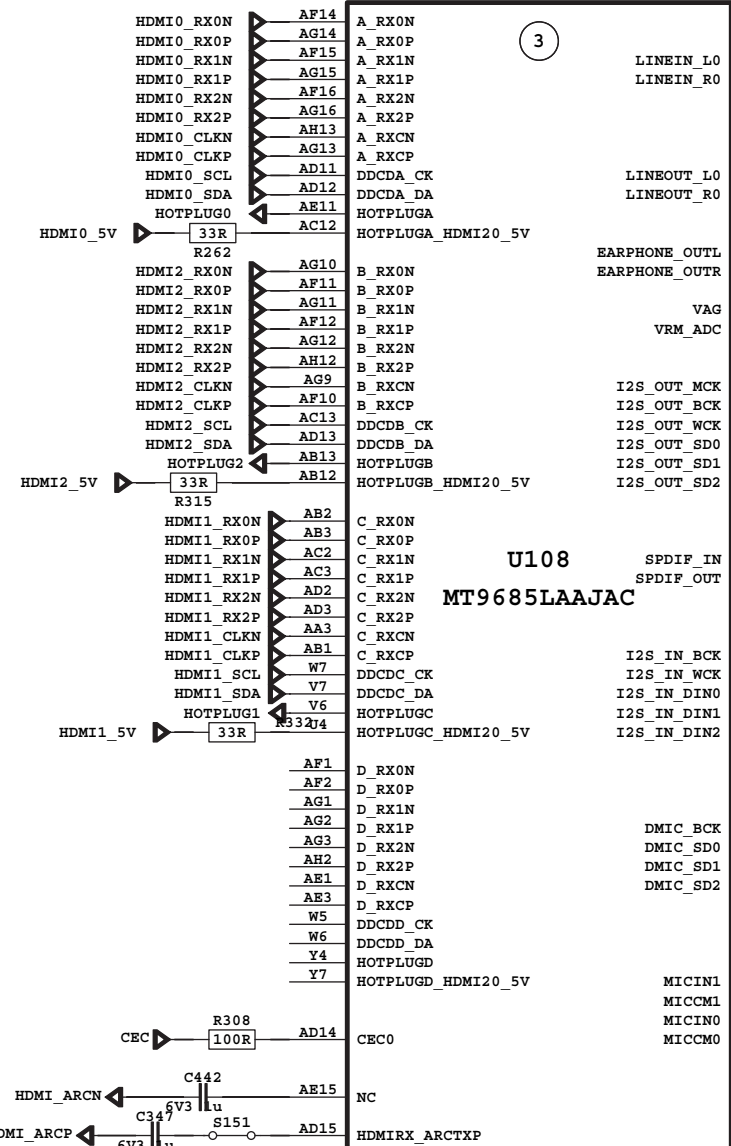 HDMI0_RX0N AF14 A_RX0N
HDMI0_RX0P AG14 A_RX0P
3
HDMI0_RX1N AF15 A_RX1N LINEIN_L0
HDMI0_RX1P AG15 A_RX1P LINEIN_R0
HDMI0_RX2N AF16 A_RX2N
HDMI0_RX2P AG16 A_RX2P
HDMI0_CLKN AH13 A_RXCN
HDMI0_CLKP AG13 A_RXCP
HDMI0_SCL AD11 DDCDA_CK LINEOUT_L0
HDMI0_SDA AD12 DDCDA_DA LINEOUT_R0
HOTPLUG0 AE11 HOTPLUGA
HDMI0_5V 33R AC12 HOTPLUGA_HDMI20_5V
R262 EARPHONE_OUTL
HDMI2_RX0N AG10 B_RX0N EARPHONE_OUTR
HDMI2_RX0P AF11 B_RX0P
HDMI2_RX1N AG11 B_RX1N VAG
HDMI2_RX1P AF12 B_RX1P VRM_ADC
HDMI2_RX2N AG12 B_RX2N
HDMI2_RX2P AH12 B_RX2P
HDMI2_CLKN AG9 B_RXCN I2S_OUT_MCK
HDMI2_CLKP AF10 B_RXCP I2S_OUT_BCK
HDMI2_SCL AC13 DDCDB_CK I2S_OUT_WCK
HDMI2_SDA AD13 DDCDB_DA I2S_OUT_SD0
HOTPLUG2 AB13 HOTPLUGB I2S_OUT_SD1
HDMI2_5V 33R AB12 HOTPLUGB_HDMI20_5V I2S_OUT_SD2
R315
HDMI1_RX0N AB2 C_RX0N
HDMI1_RX0P AB3 C_RX0P
HDMI1_RX1N AC2 C_RX1N U108 SPDIF_IN
HDMI1_RX1P AC3 C_RX1P SPDIF_OUT
HDMI1_RX2N AD2 C_RX2N MT9685LAAJAC
HDMI1_RX2P AD3 C_RX2P
HDMI1_CLKN AA3 C_RXCN
HDMI1_CLKP AB1 C_RXCP I2S_IN_BCK
HDMI1_SCL W7 DDCDC_CK I2S_IN_WCK
HDMI1_SDA V7 DDCDC_DA I2S_IN_DIN0
HOTPLUG1 V6 HOTPLUGC I2S_IN_DIN1
R332
HDMI1_5V 33R U4 HOTPLUGC_HDMI20_5V I2S_IN_DIN2
AF1 D_RX0N
AF2 D_RX0P
AG1 D_RX1N
AG2 D_RX1P DMIC_BCK
AG3 D_RX2N DMIC_SD0
AH2 D_RX2P DMIC_SD1
AE1 D_RXCN DMIC_SD2
AE3 D_RXCP
W5 DDCDD_CK
W6 DDCDD_DA
Y4 HOTPLUGD
Y7 HOTPLUGD_HDMI20_5V MICIN1
MICCM1
R308 MICIN0
CEC 100R AD14 CEC0 MICCM0
C442
HDMI_ARCN AE15 NC
6V3 1u
C347 S151
DMI_ARCP AD15 HDMIRX_ARCTXP
6V3 1u